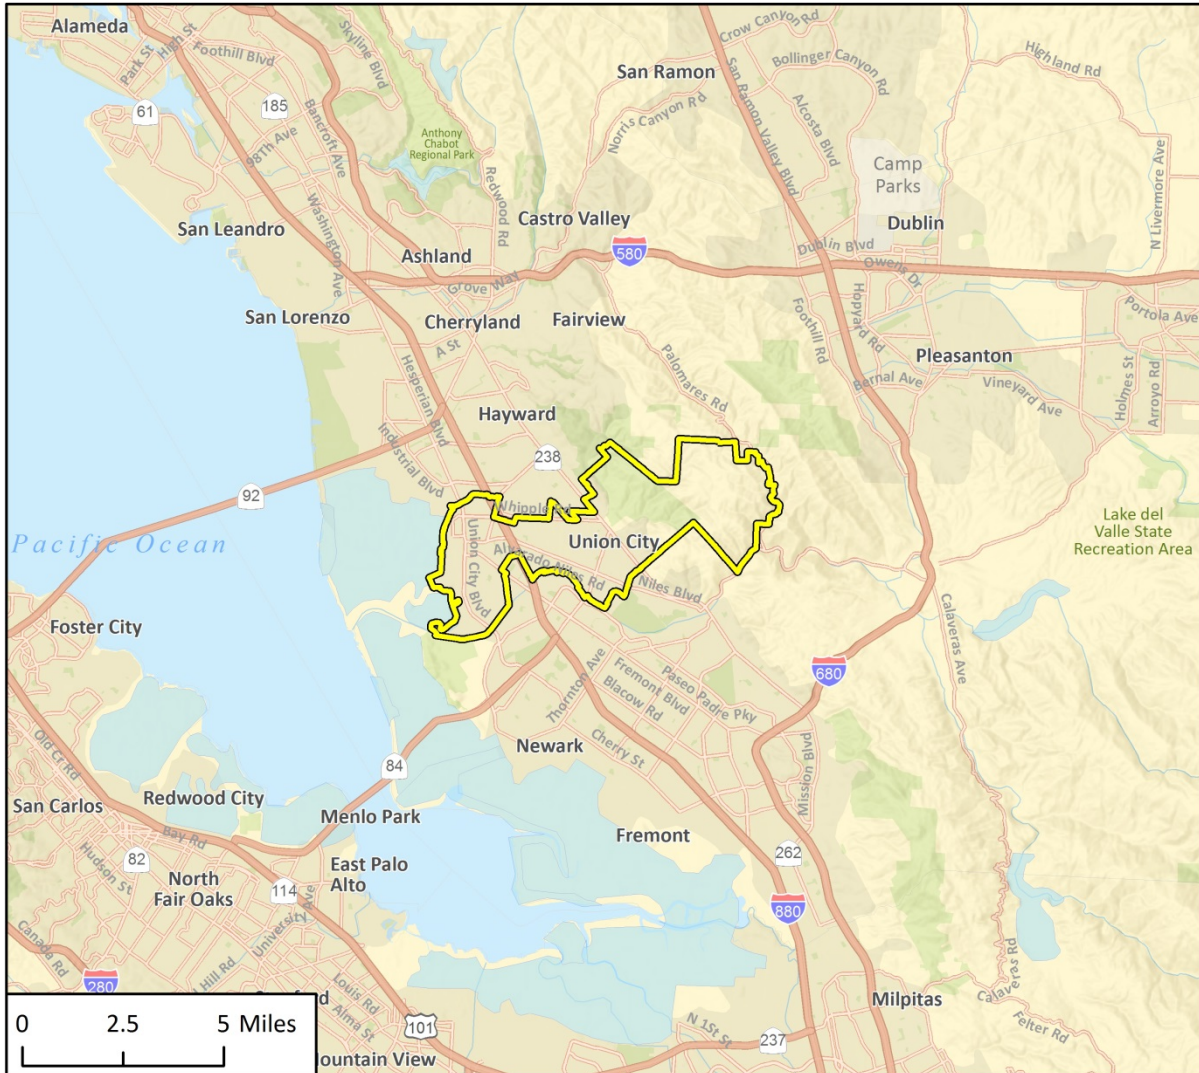 Alameda
Park St
High St
Foothill Blvd
Skyline Blvd
61
185
98Th Ave
Bancroft Ave
Anthony
Chabot
Regional Park
Redwood Rd
San Ramon
Crow Canyon Rd
Bollinger Canyon Rd
Norris Canyon Rd
San Ramon Valley Blvd
Alcosta Blvd
Highland Rd
Camp
Parks
N Livermore Ave
San Leandro
Washington Ave
Ashland
Castro Valley
580
Dublin
Dublin Blvd
Owens Dr
Grove Way
San Lorenzo
Cherryland
A St
Fairview
Foothill Rd
Hopyard Rd
Portola Ave
Pleasanton
Bernal Ave
Vineyard Ave
Holmes St
Arroyo Rd
Palomares Rd
Hesperian Blvd
Hayward
238
Industrial Blvd
92
Whipple Rd
Union City
Union City Blvd
Alvarado Niles Rd
Niles Blvd
Pacific Ocean
Lake del
Valle State
Recreation Area
Foster City
Calaveras Ave
680
Thornton Ave
Fremont Blvd
Blacow Rd
Paseo Padre Pky
Newark
Cherry St
Mission Blvd
84
Old Cr Rd
San Carlos
Redwood City
Menlo Park
Bay Rd
82
Hudson St
North
Fair Oaks
114
East Palo
Alto
University Ave
Fremont
262
880
Canada Rd
280
Hill Rd
Louis Rd
Alma St
101
Mountain View
Milpitas
Calaveras Rd
Felter Rd
N 1St St
237
0 2.5 5 Miles